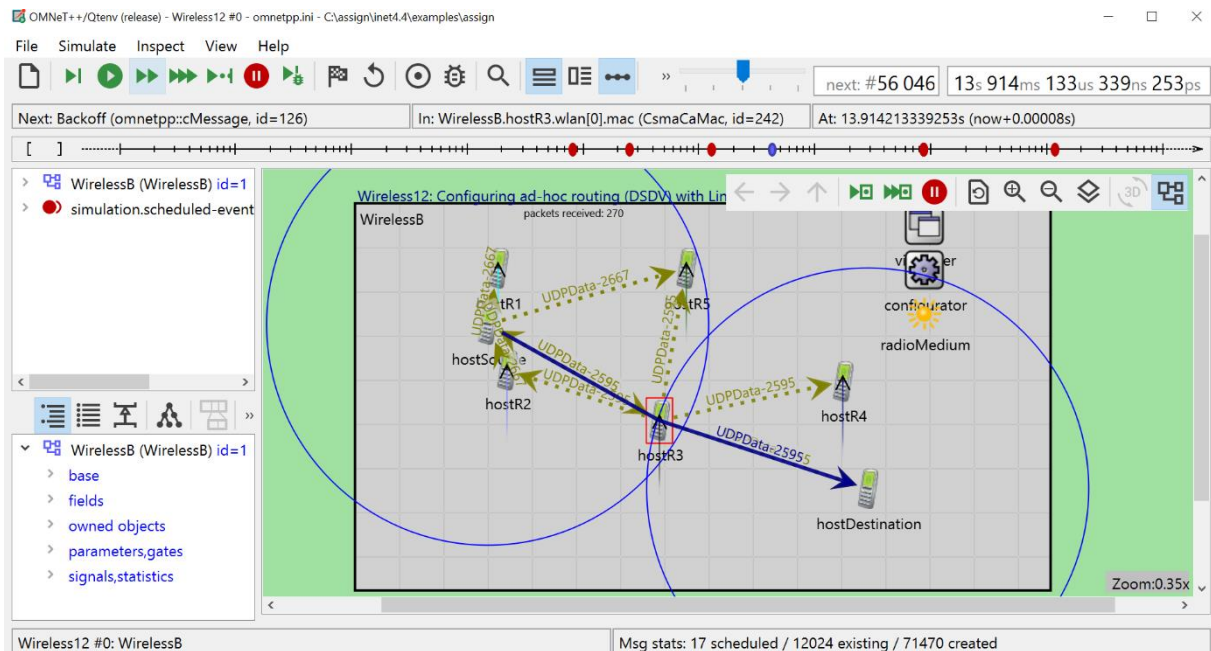 OMNeT++/Qtenv (release) - Wireless12 #0 - omnetpp.ini - C:\assign\inet4.4\examples\assign
File Simulate Inspect View Help
next: #56 046 13s 914ms 133us 339ns 253ps
Next: Backoff (omnetpp::cMessage, id=126) In: WirelessB.hostR3.wlan[0].mac (CsmaCaMac, id=242) At: 13.914213339253s (now+0.00008s)
WirelessB (WirelessB) id=1
simulation.scheduled-event
WirelessB (WirelessB) id=1
base
fields
owned objects
parameters,gates
signals,statistics
Wireless12: Configuring ad-hoc routing (DSDV) with Lin
3D
packets received: 270
WirelessB
UDPData-2667
UDPData-2667
UDPData-2595
configurator
radioMedium
hostR2
UDPData-2595
UDPData-2595
UDPData-2595
hostR4
UDPData-2595
hostR3
hostDestination
Zoom:0.35x
Wireless12 #0: WirelessB Msg stats: 17 scheduled / 12024 existing / 71470 created